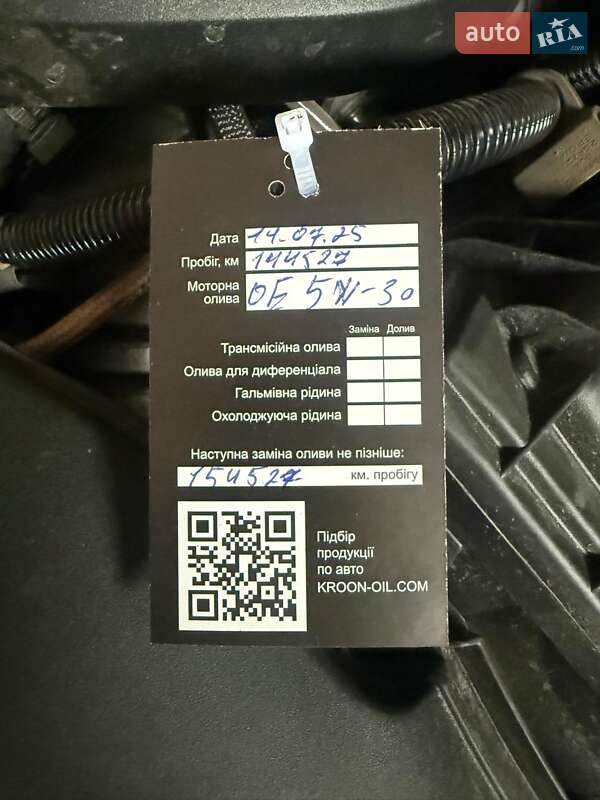 auto RIA.com
Дата 14.07.25
Пробіг, км 144527
Моторна олива ОБ 5W-30
Заміна Долив
Трансмісійна олива
Олива для диференціала
Гальмівна рідина
Охолоджуюча рідина
Наступна заміна оливи не пізніше:
154527 км. пробігу
Підбір
продукції
по авто
KROON-OIL.COM